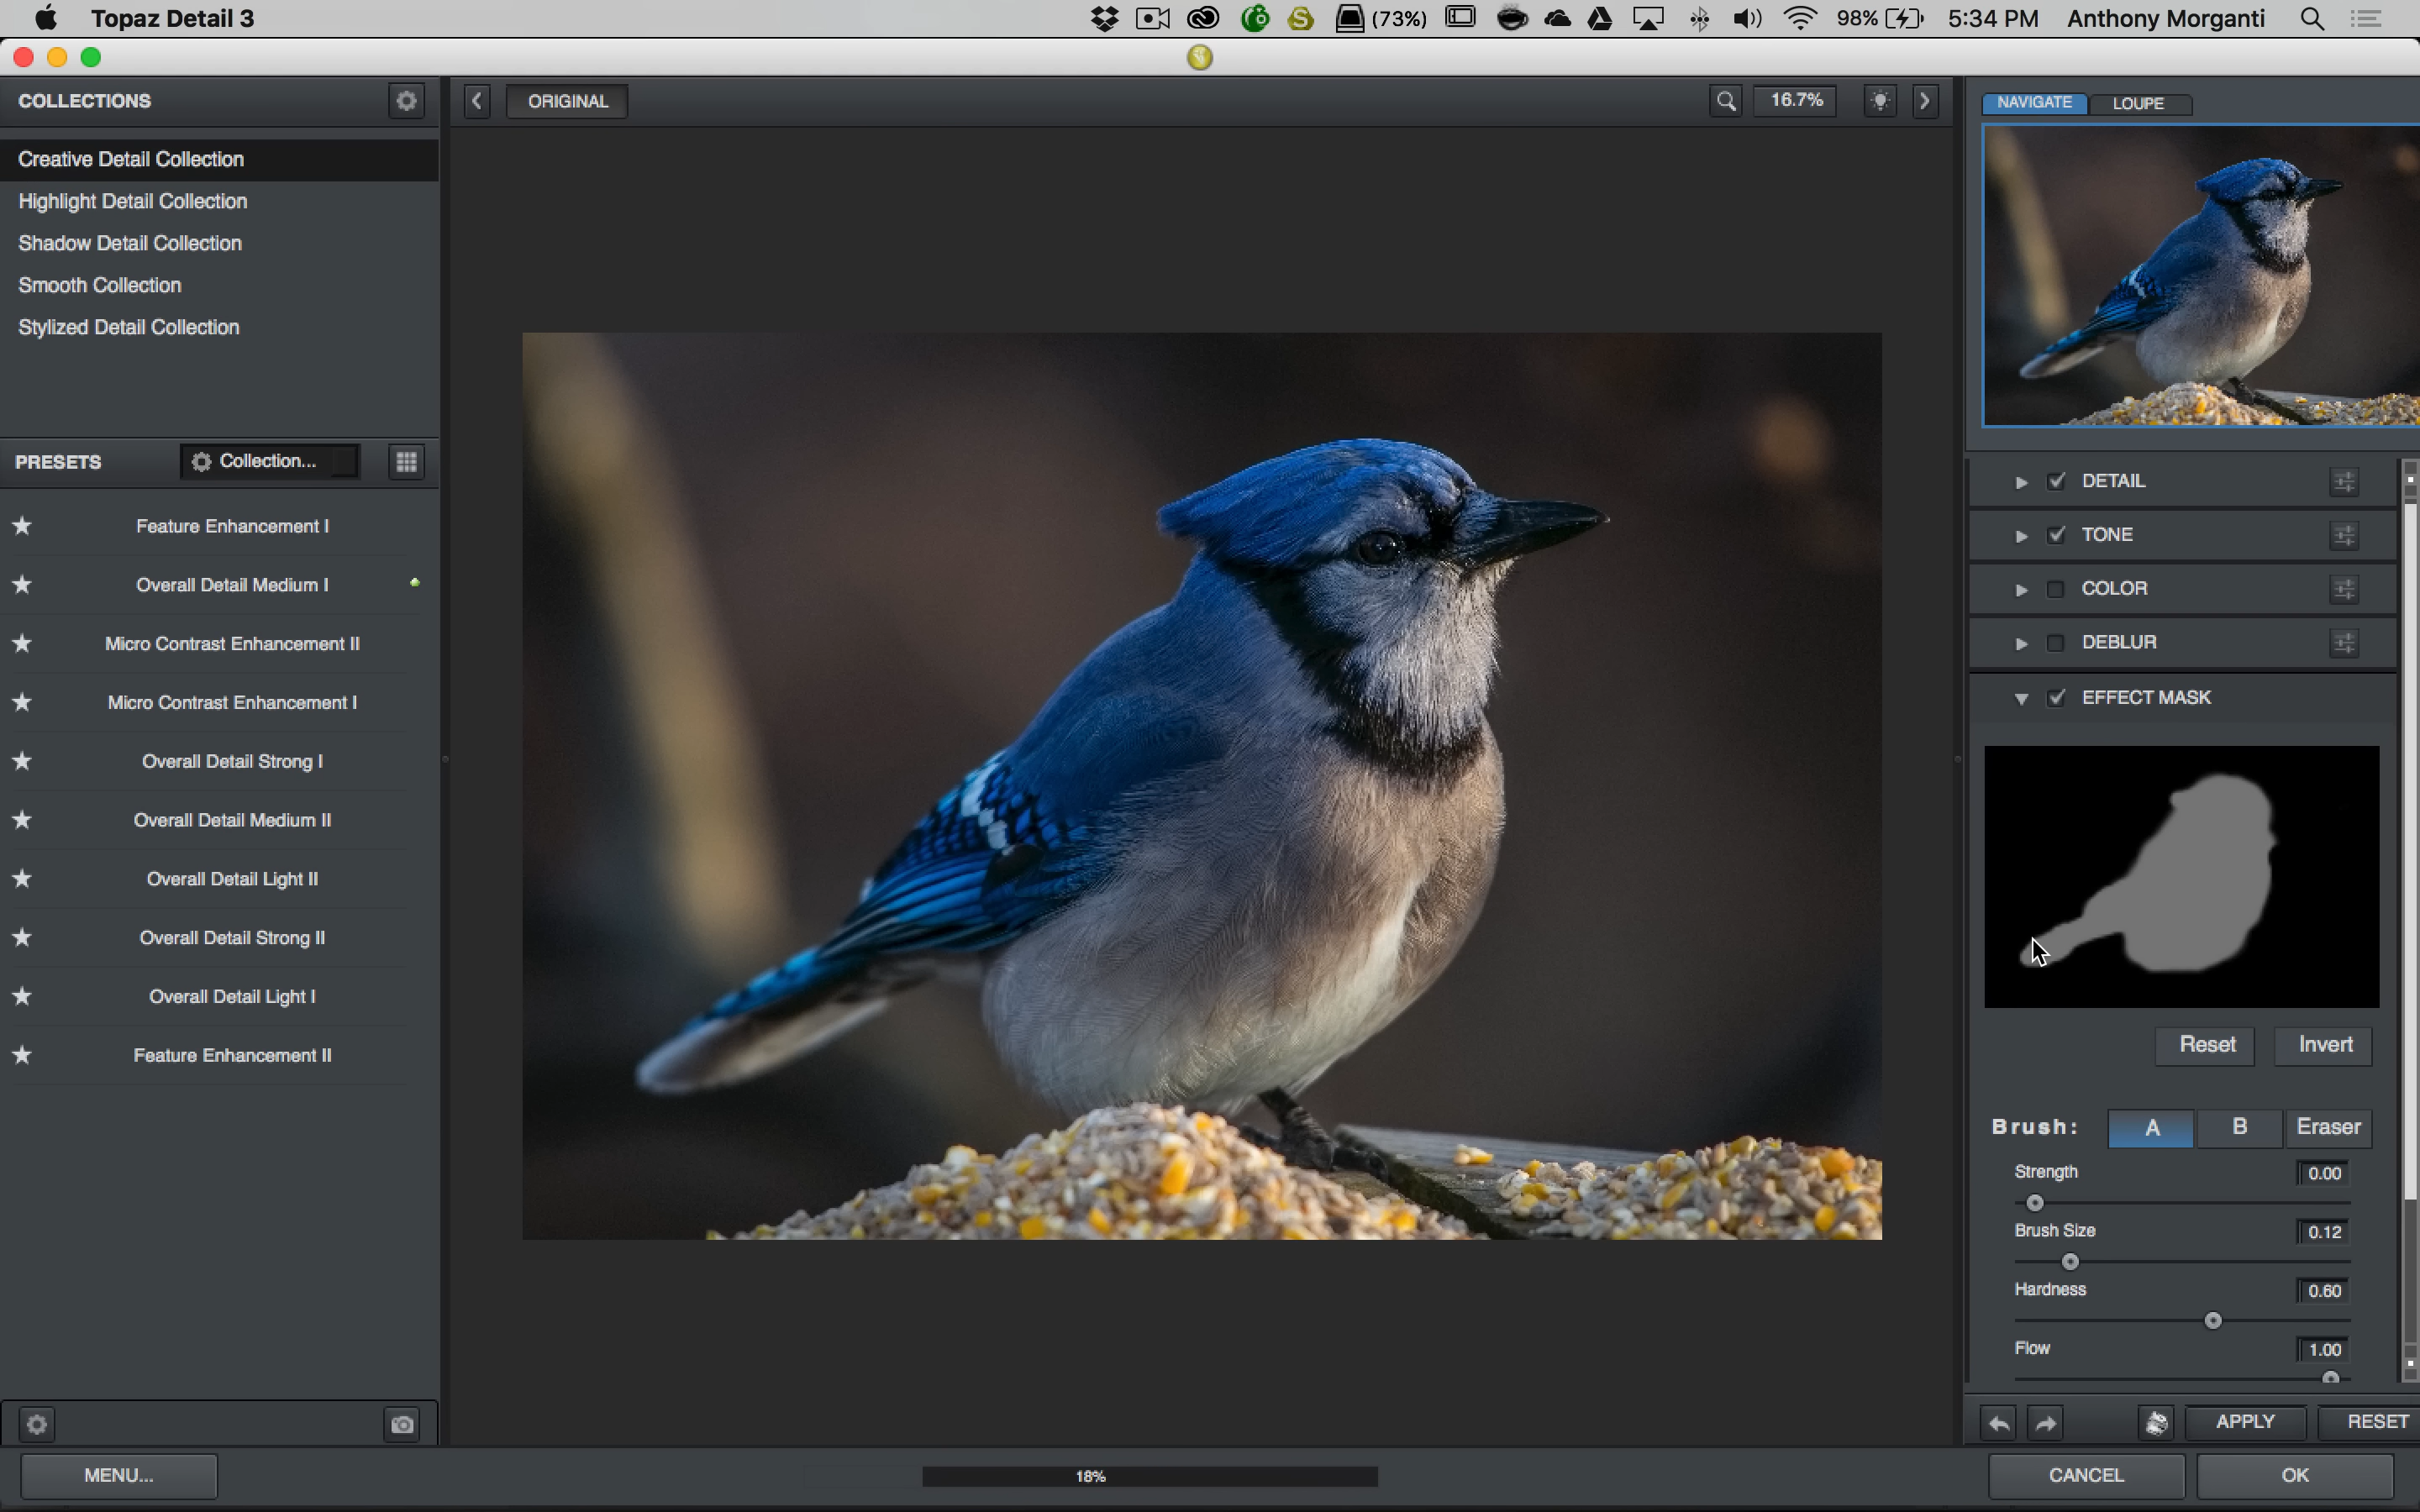 Topaz Detail 3
(73%)
98%
5:34 PM
Anthony Morganti
COLLECTIONS
ORIGINAL
16.7%
NAVIGATE
LOUPE
Creative Detail Collection
Highlight Detail Collection
Shadow Detail Collection
Smooth Collection
Stylized Detail Collection
PRESETS
Collection...
Feature Enhancement I
Overall Detail Medium I
Micro Contrast Enhancement II
Micro Contrast Enhancement I
Overall Detail Strong I
Overall Detail Medium II
Overall Detail Light II
Overall Detail Strong II
Overall Detail Light I
Feature Enhancement II
DETAIL
TONE
COLOR
DEBLUR
EFFECT MASK
Reset
Invert
Brush:
A
B
Eraser
Strength
0.00
Brush Size
0.12
Hardness
0.60
Flow
1.00
APPLY
RESET
MENU...
18%
CANCEL
OK